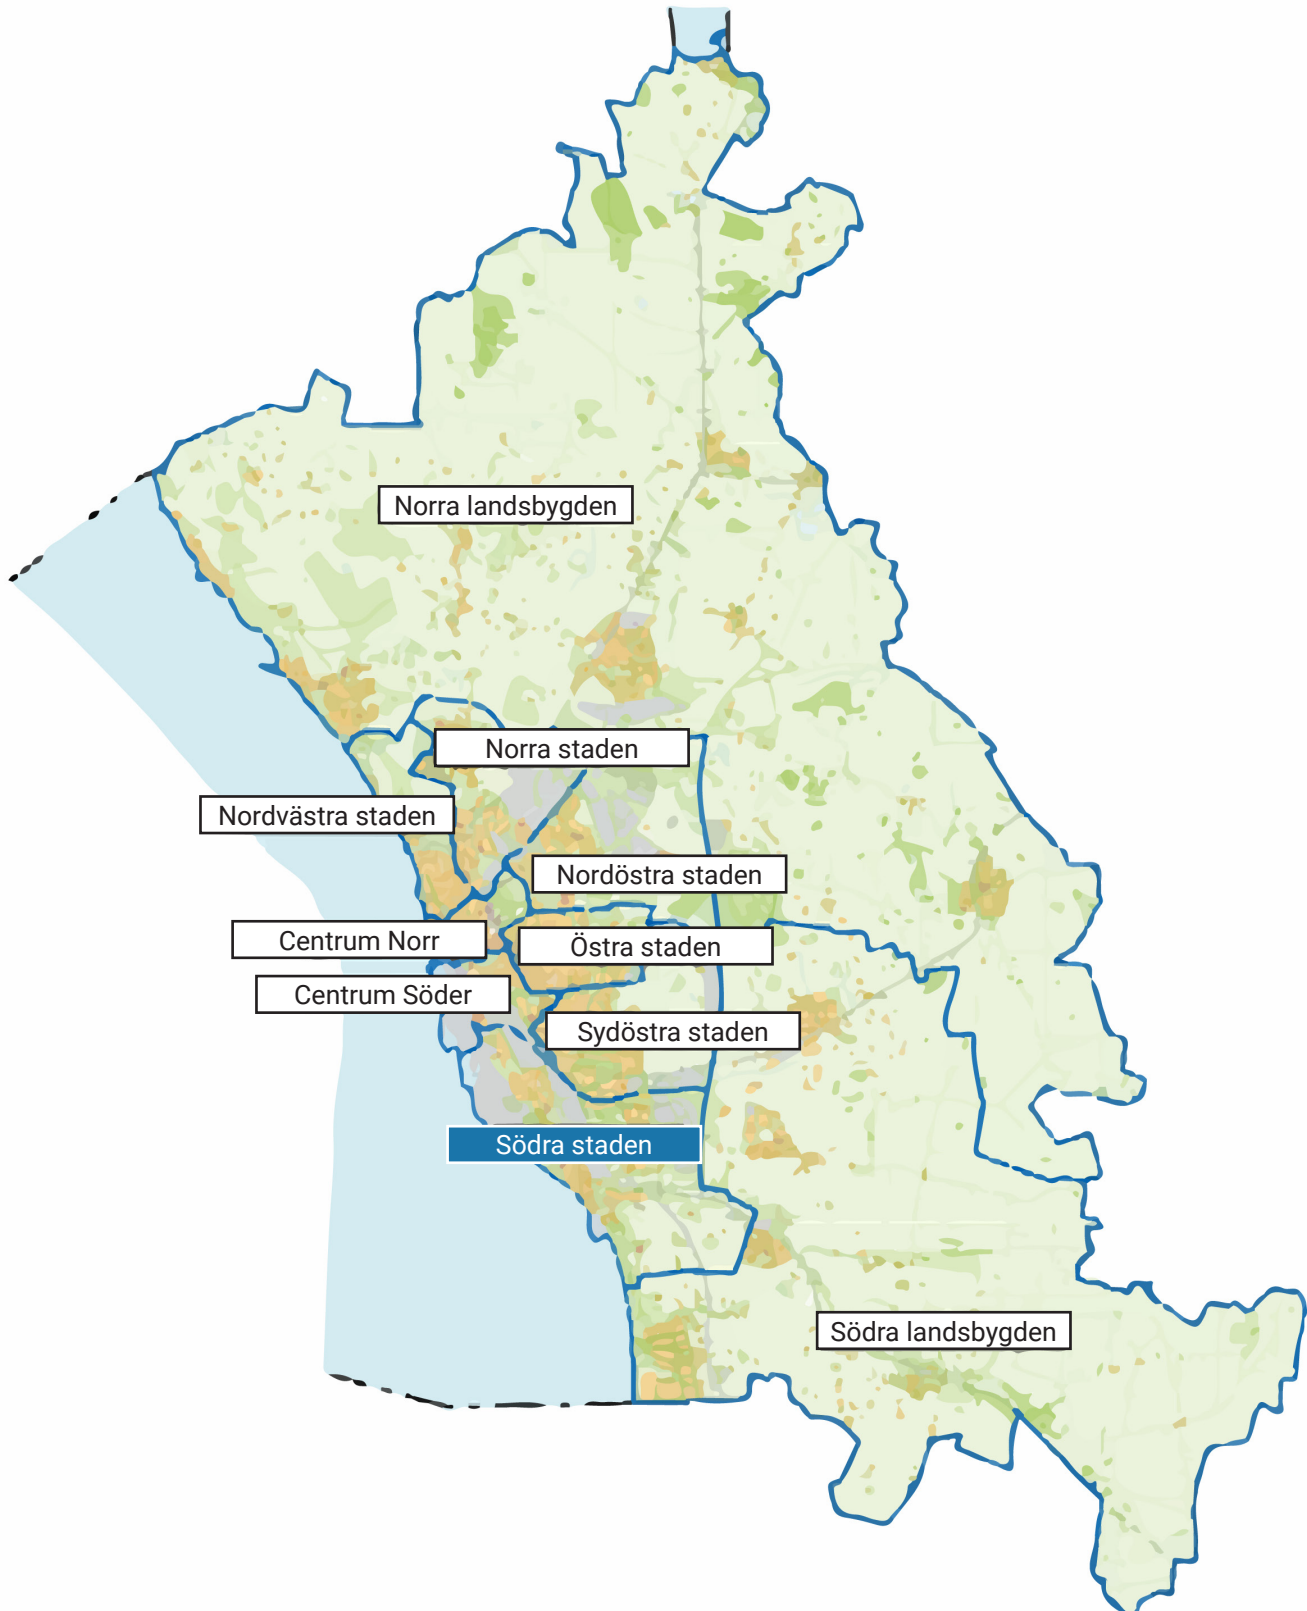 Norra landsbygden
Norra staden
Nordvästra staden
Nordöstra staden
Centrum Norr
Östra staden
Centrum Söder
Sydöstra staden
Södra staden
Södra landsbygden